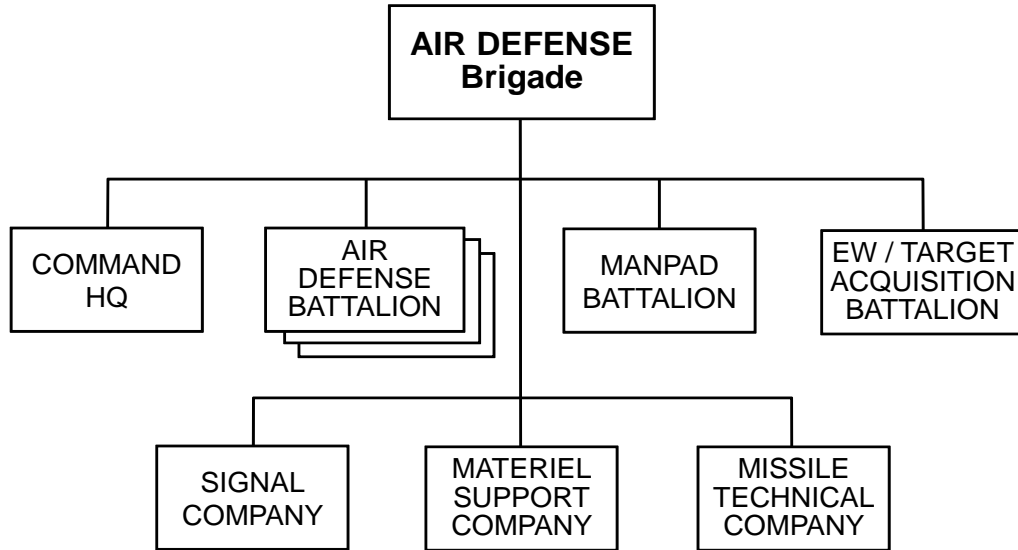 AIR DEFENSE
Brigade
COMMAND
HQ
AIR
DEFENSE
BATTALION
MANPAD
BATTALION
EW / TARGET
ACQUISITION
BATTALION
SIGNAL
COMPANY
MATERIEL
SUPPORT
COMPANY
MISSILE
TECHNICAL
COMPANY